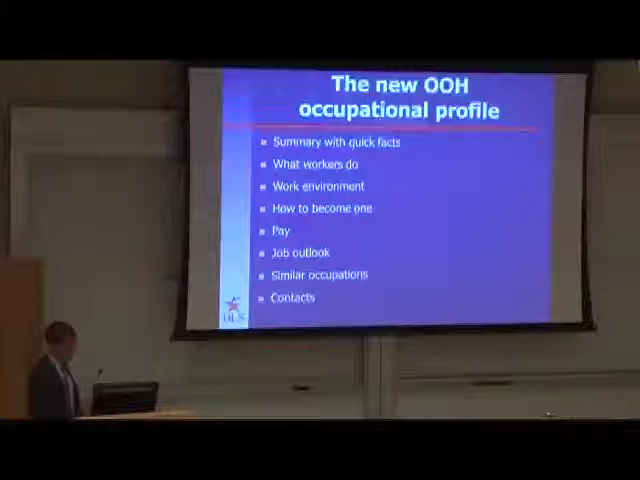 The new OOH
occupational profile
Summary with quick facts
What workers do
Work environment
How to become one
Pay
Job outlook
Similar occupations
Contacts